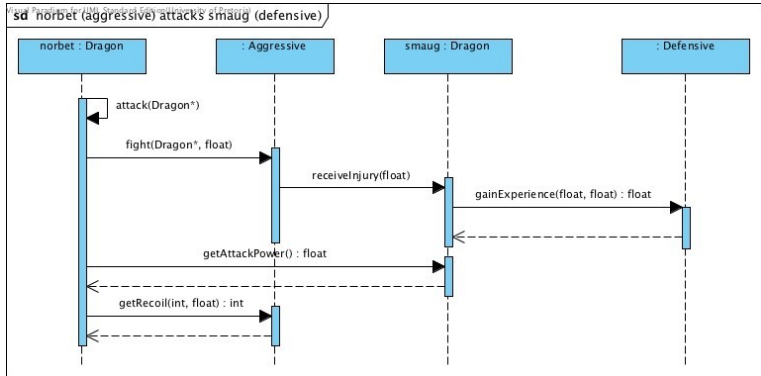 Visual Paradigm for UML Standard Edition(University of Pretoria)
sd norbet (aggressive) attacks smaug (defensive)
norbet : Dragon
: Aggressive
smaug : Dragon
: Defensive
attack(Dragon*)
fight(Dragon*, float)
receiveInjury(float)
gainExperience(float, float) : float
getAttackPower() : float
getRecoil(int, float) : int